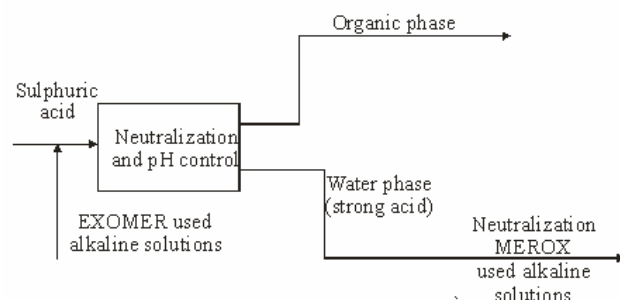 Organic phase
Sulphuric
acid
Neutralization
and pH control
Water phase
(strong acid)
EXOMER used
alkaline solutions
Neutralization
MEROX
used alkaline
solutions